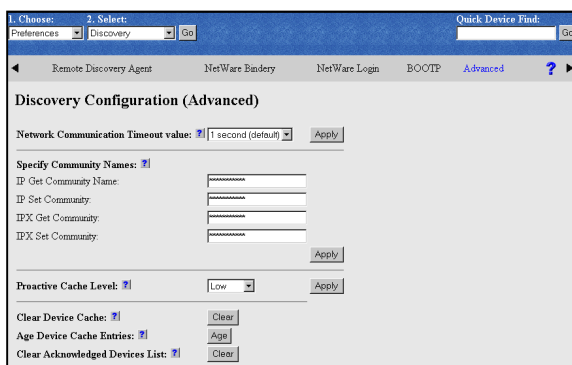 1. Choose: 2. Select: Quick Device Find:
Preferences Discovery Go Go
Remote Discovery Agent NetWare Bindery NetWare Login BOOTP Advanced ?
Discovery Configuration (Advanced)
Network Communication Timeout value: ? 1 second (default) Apply
Specify Community Names: ?
IP Get Community Name: ***********
IP Set Community: ***********
IPX Get Community: ***********
IPX Set Community: ***********
Apply
Proactive Cache Level: ? Low Apply
Clear Device Cache: ? Clear
Age Device Cache Entries: ? Age
Clear Acknowledged Devices List: ? Clear